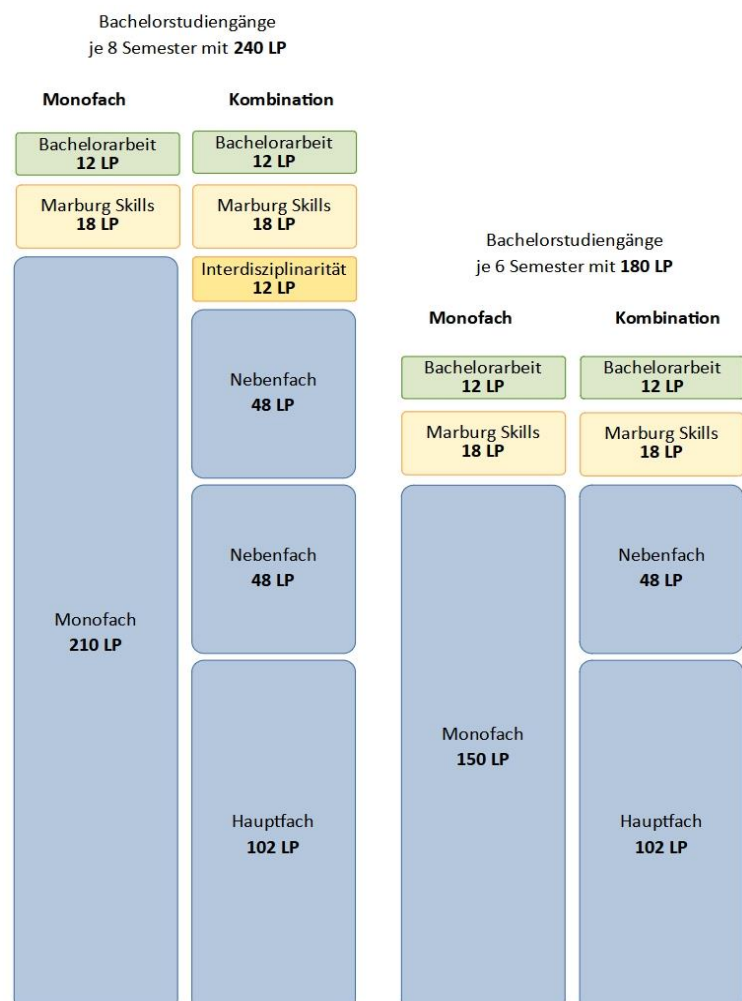 Bachelorstudiengänge
je 8 Semester mit 240 LP
Monofach
Bachelorarbeit
12 LP
Marburg Skills
18 LP
Monofach
210 LP
Kombination
Bachelorarbeit
12 LP
Marburg Skills
18 LP
Interdisziplinarität
12 LP
Nebenfach
48 LP
Nebenfach
48 LP
Hauptfach
102 LP
Bachelorstudiengänge
je 6 Semester mit 180 LP
Monofach
Bachelorarbeit
12 LP
Marburg Skills
18 LP
Monofach
150 LP
Kombination
Bachelorarbeit
12 LP
Marburg Skills
18 LP
Nebenfach
48 LP
Hauptfach
102 LP